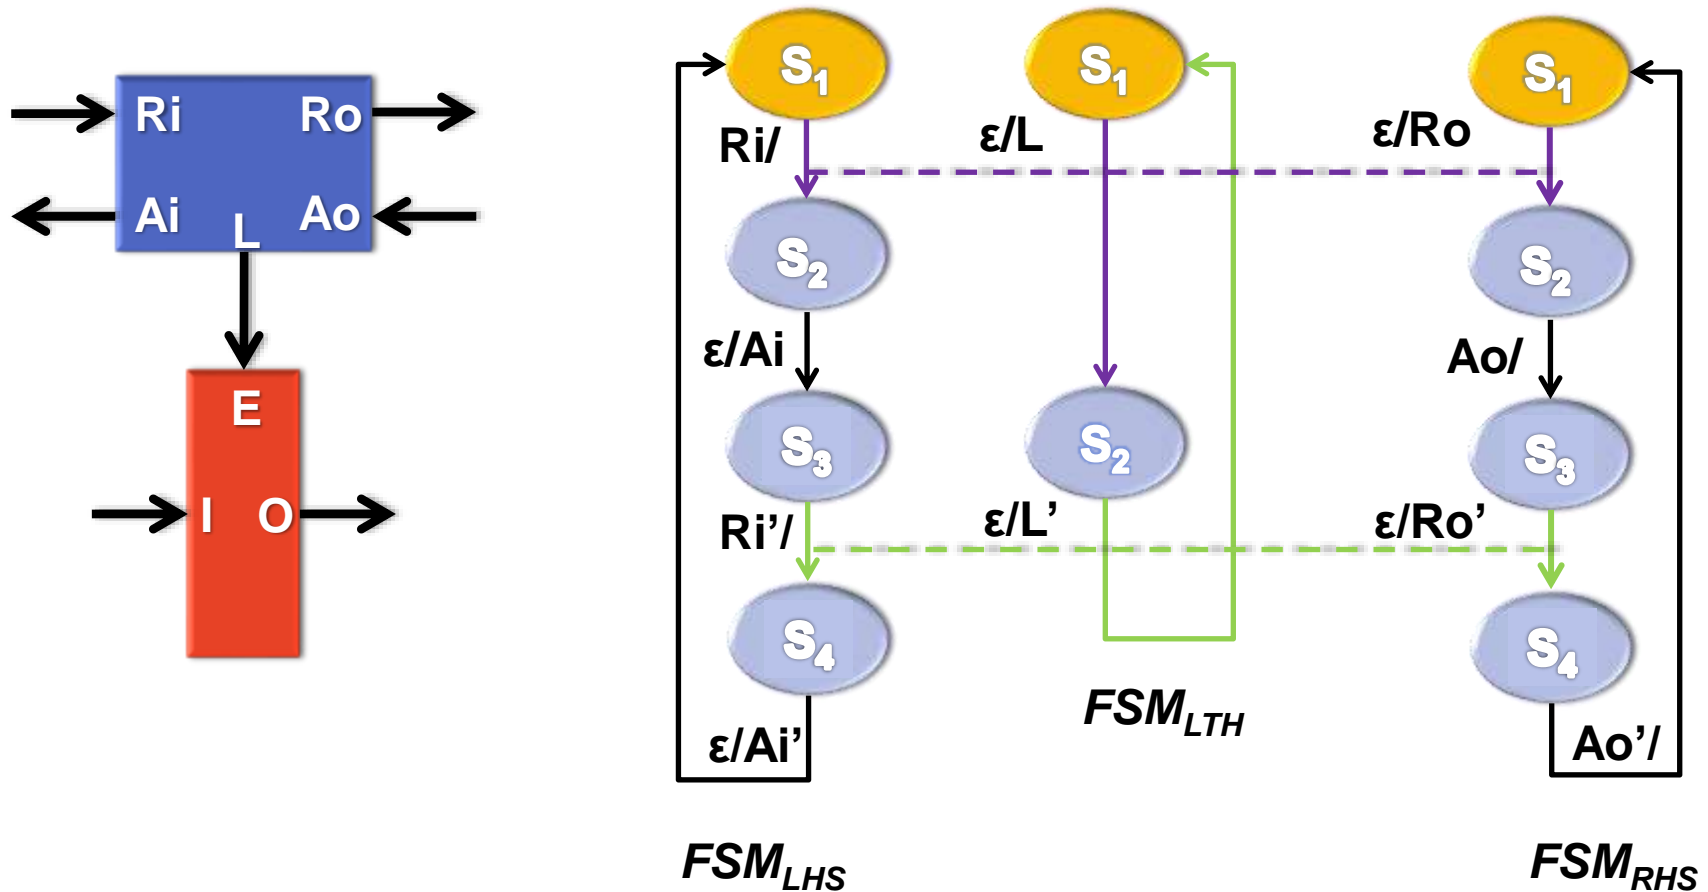 Ri Ro
Ai L Ao
E
I O
S1
Ri/
S2
ε/Ai
S3
Ri’/
S4
ε/Ai’
FSMLHS
S1
ε/L
S2
ε/L’
FSMLTH
S1
ε/Ro
S2
Ao/
S3
ε/Ro’
S4
Ao’/
FSMRHS